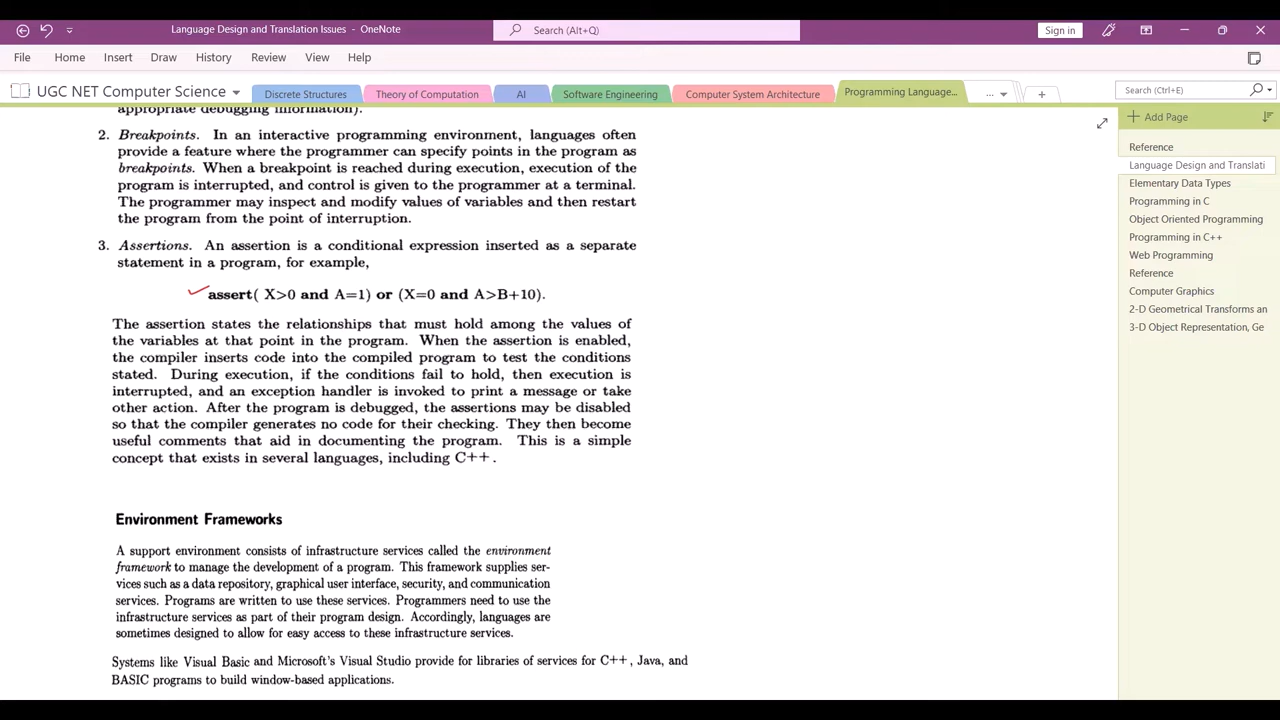 Language Design and Translation Issues - OneNote
Search (Alt+Q)
Sign in
File
Home
Insert
Draw
History
Review
View
Help
UGC NET Computer Science
Discrete Structures
Theory of Computation
AI
Software Engineering
Computer System Architecture
Programming Language...
...
Search (Ctrl+E)
appropriate debugging information).
2. Breakpoints. In an interactive programming environment, languages often
provide a feature where the programmer can specify points in the program as
breakpoints. When a breakpoint is reached during execution, execution of the
program is interrupted, and control is given to the programmer at a terminal.
The programmer may inspect and modify values of variables and then restart
the program from the point of interruption.
3. Assertions. An assertion is a conditional expression inserted as a separate
statement in a program, for example,
assert( X>0 and A=1) or (X=0 and A>B+10).
The assertion states the relationships that must hold among the values of
the variables at that point in the program. When the assertion is enabled,
the compiler inserts code into the compiled program to test the conditions
stated. During execution, if the conditions fail to hold, then execution is
interrupted, and an exception handler is invoked to print a message or take
other action. After the program is debugged, the assertions may be disabled
so that the compiler generates no code for their checking. They then become
useful comments that aid in documenting the program. This is a simple
concept that exists in several languages, including C++.
Environment Frameworks
A support environment consists of infrastructure services called the environment
framework to manage the development of a program. This framework supplies ser-
vices such as a data repository, graphical user interface, security, and communication
services. Programs are written to use these services. Programmers need to use the
infrastructure services as part of their program design. Accordingly, languages are
sometimes designed to allow for easy access to these infrastructure services.
Systems like Visual Basic and Microsoft's Visual Studio provide for libraries of services for C++, Java, and
BASIC programs to build window-based applications.
Add Page
Reference
Language Design and Translati
Elementary Data Types
Programming in C
Object Oriented Programming
Programming in C++
Web Programming
Reference
Computer Graphics
2-D Geometrical Transforms an
3-D Object Representation, Ge